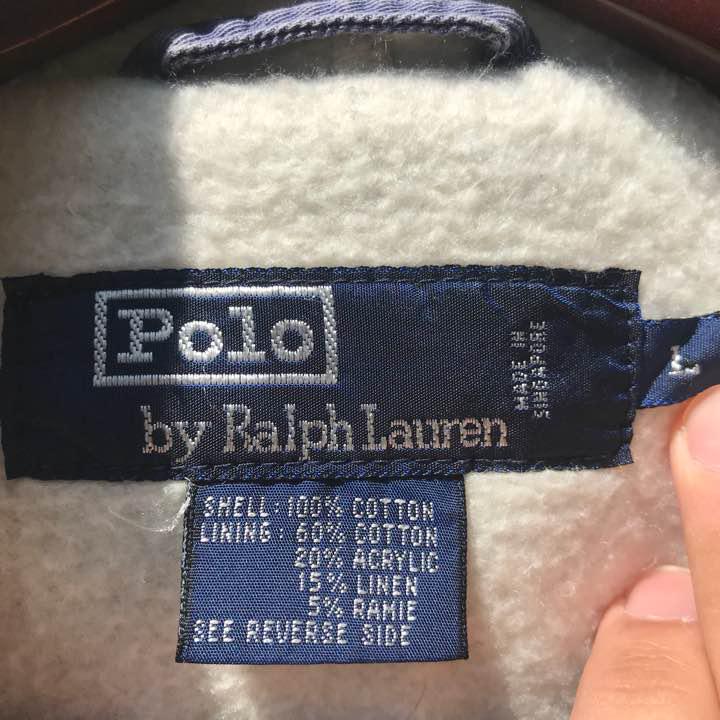 Polo
by Ralph Lauren
MADE IN
SINGAPORE
L
SHELL: 100% COTTON
LINING: 60% COTTON
20% ACRYLIC
15% LINEN
5% RAMIE
SEE REVERSE SIDE